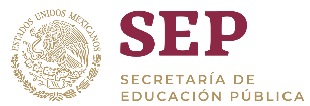 ESTADOS UNIDOS MEXICANOS
SEP
SECRETARÍA DE
EDUCACIÓN PÚBLICA